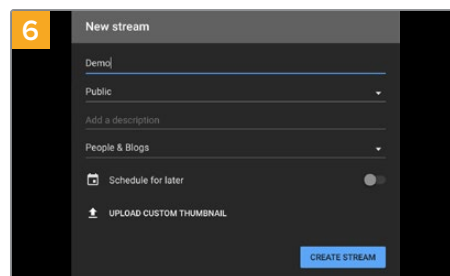 6
New stream
Demo
Public
Add a description
People & Blogs
Schedule for later
UPLOAD CUSTOM THUMBNAIL
CREATE STREAM